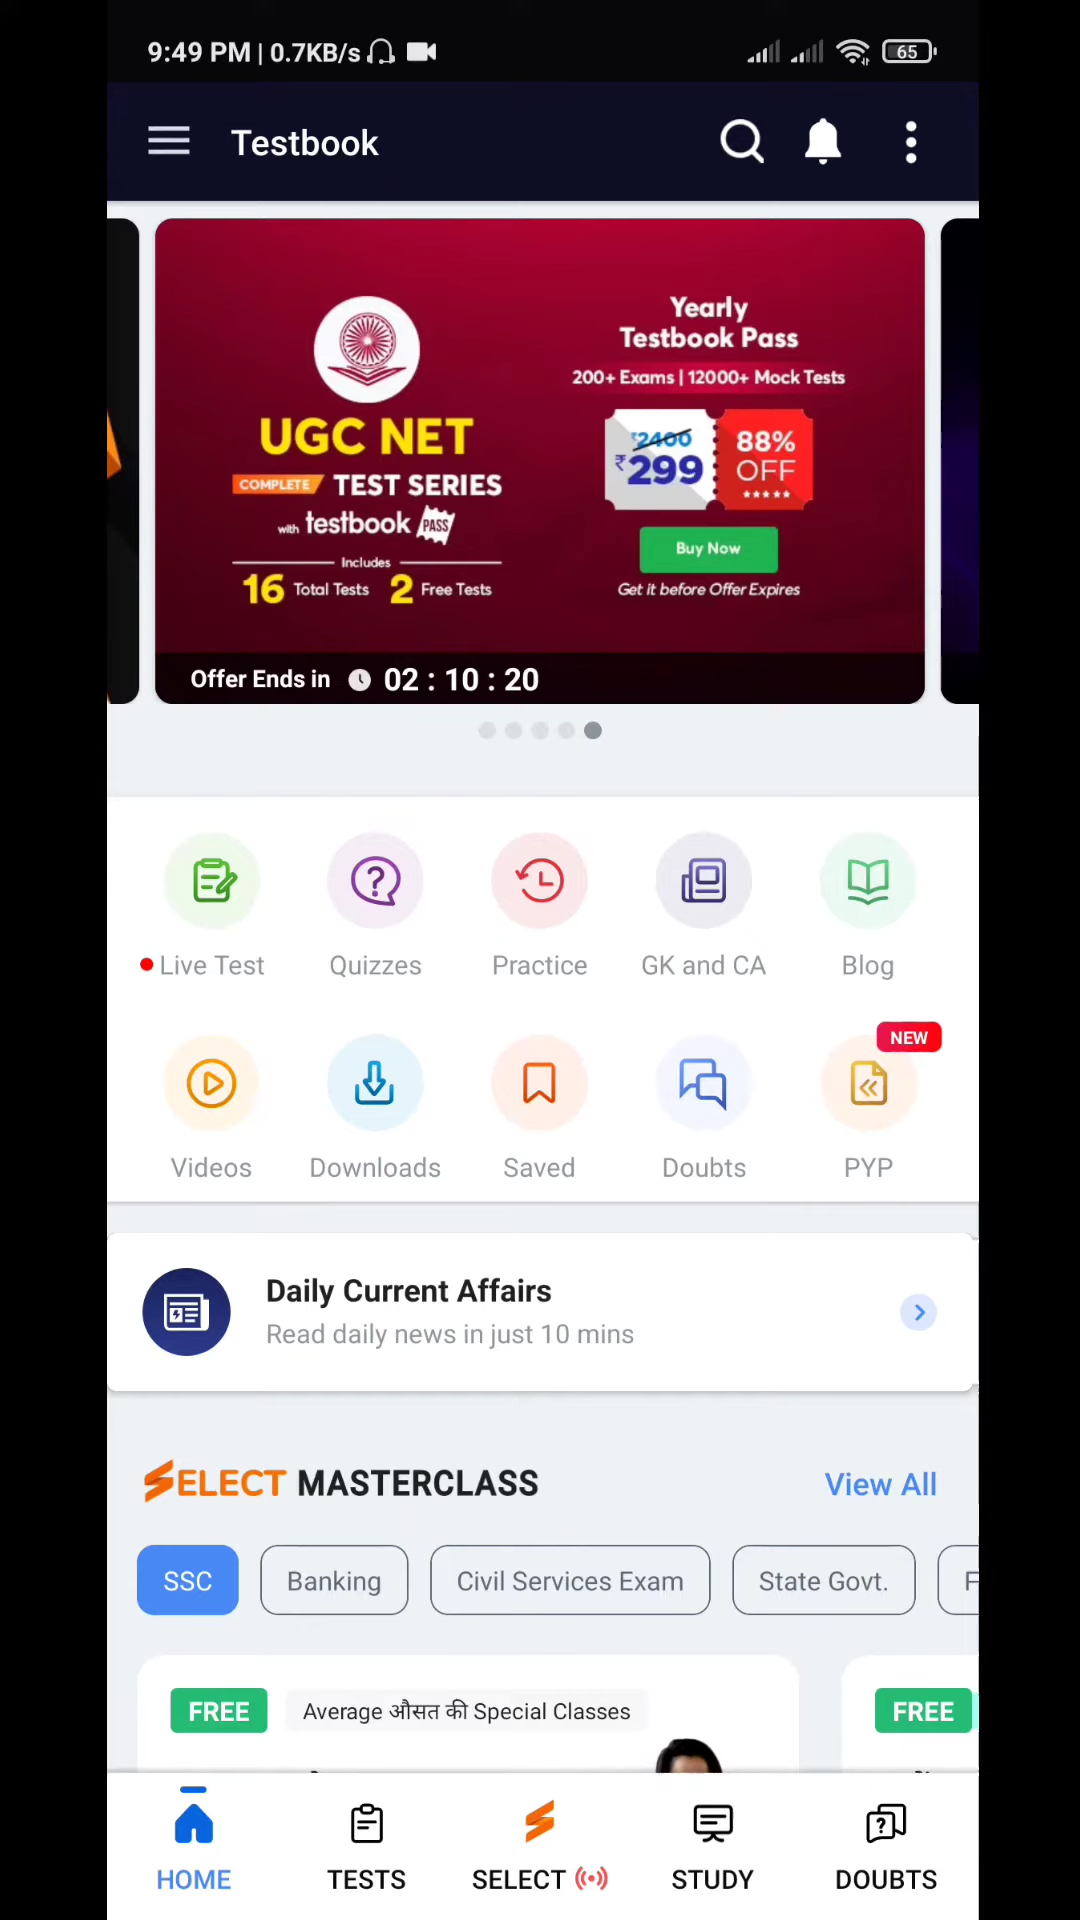 9:49 PM | 0.7KB/s
65
Testbook
UGC NET
COMPLETE TEST SERIES
with testbook PASS
Includes
16 Total Tests 2 Free Tests
Yearly
Testbook Pass
200+ Exams | 12000+ Mock Tests
₹2400
₹299
88%
OFF
Buy Now
Get it before Offer Expires
Offer Ends in 02 : 10 : 20
Live Test
Quizzes
Practice
GK and CA
Blog
NEW
Videos
Downloads
Saved
Doubts
PYP
Daily Current Affairs
Read daily news in just 10 mins
SELECT MASTERCLASS
View All
SSC
Banking
Civil Services Exam
State Govt.
F
FREE
Average औसत की Special Classes
FREE
HOME
TESTS
SELECT
STUDY
DOUBTS